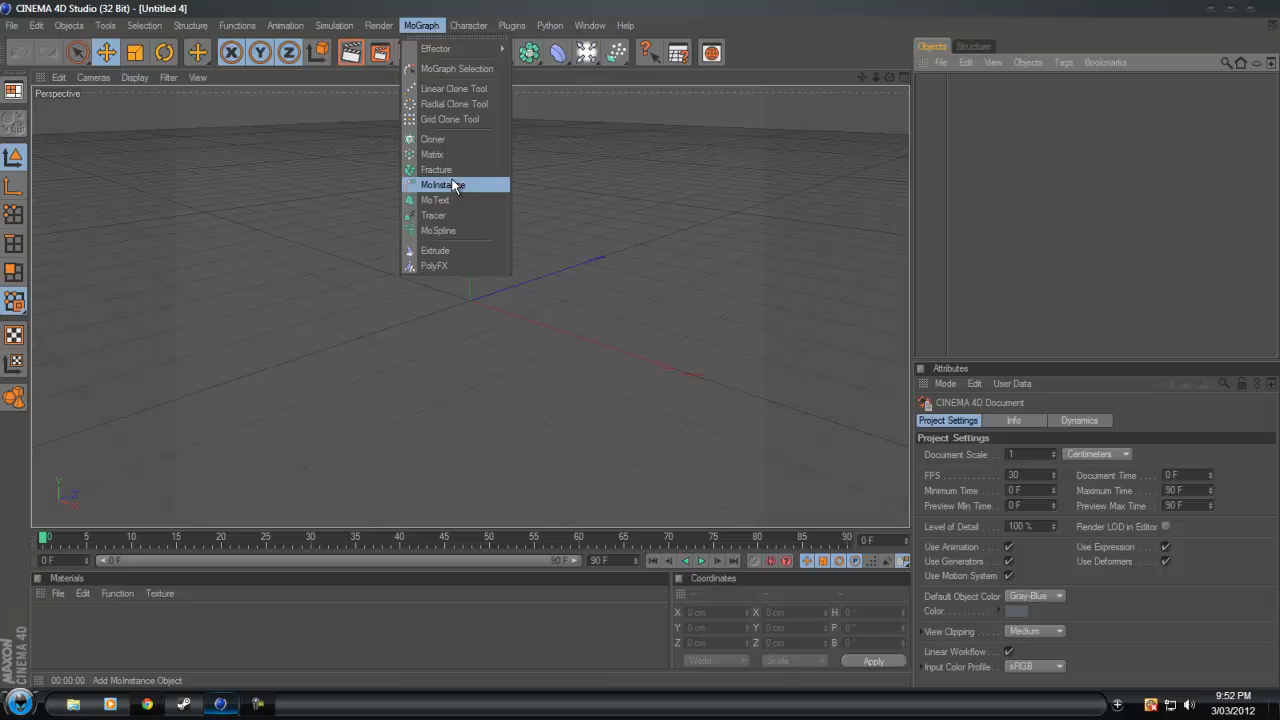 CINEMA 4D Studio (32 Bit) - [Untitled 4]
File Edit Objects Tools Selection Structure Functions Animation Simulation Render MoGraph Character Plugins Python Window Help
Effector
MoGraph Selection
Linear Clone Tool
Radial Clone Tool
Grid Clone Tool
Cloner
Matrix
Fracture
MoInstance
MoText
Tracer
MoSpline
Extrude
PolyFX
X Y Z
Edit Cameras Display Filter View
Perspective
Y
Z
X
Objects Structure
File Edit View Objects Tags Bookmarks
Attributes
Mode Edit User Data
CINEMA 4D Document
Project Settings Info Dynamics
Project Settings
Document Scale . . 1 Centimeters
FPS 30 Document Time 0 F
Minimum Time 0 F Maximum Time 90 F
Preview Min Time 0 F Preview Max Time 90 F
Level of Detail 100 % Render LOD in Editor
Use Animation Use Expression
Use Generators Use Deformers
Use Motion System
Default Object Color Gray-Blue
Color
View Clipping Medium
Linear Workflow
Input Color Profile sRGB
0 5 10 15 20 25 30 35 40 45 50 55 60 65 70 75 80 85 90 0 F
0 F 0 F 90 F 90 F
Materials
File Edit Function Texture
Coordinates
-- -- --
X 0 cm X 0 cm H 0 °
Y 0 cm Y 0 cm P 0 °
Z 0 cm Z 0 cm B 0 °
World Scale Apply
MAXON CINEMA 4D
00:00:00 Add MoInstance Object
9:52 PM
3/03/2012